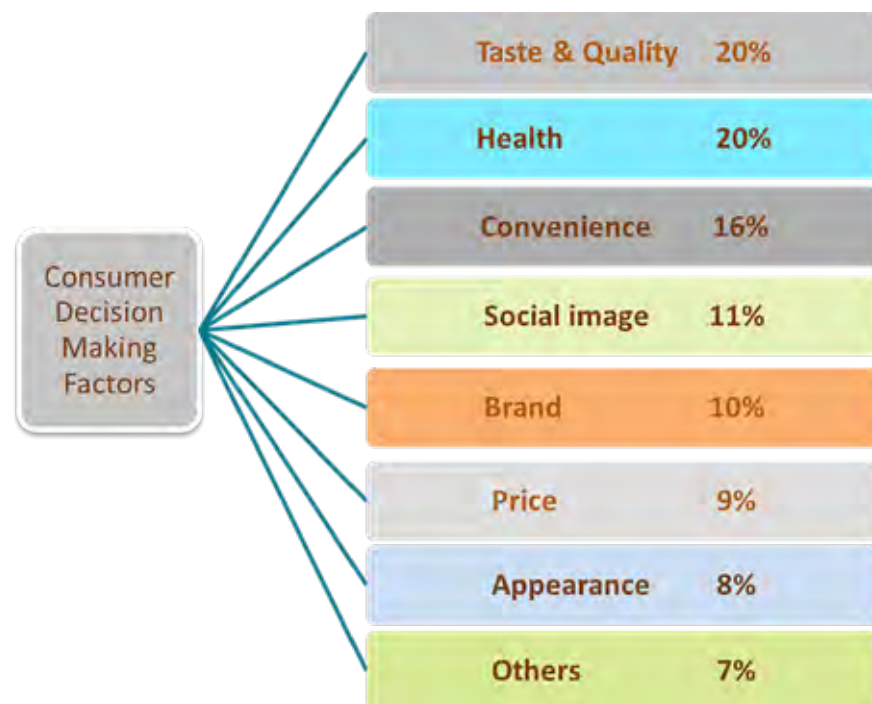 Consumer
Decision
Making
Factors
Taste & Quality 20%
Health 20%
Convenience 16%
Social image 11%
Brand 10%
Price 9%
Appearance 8%
Others 7%